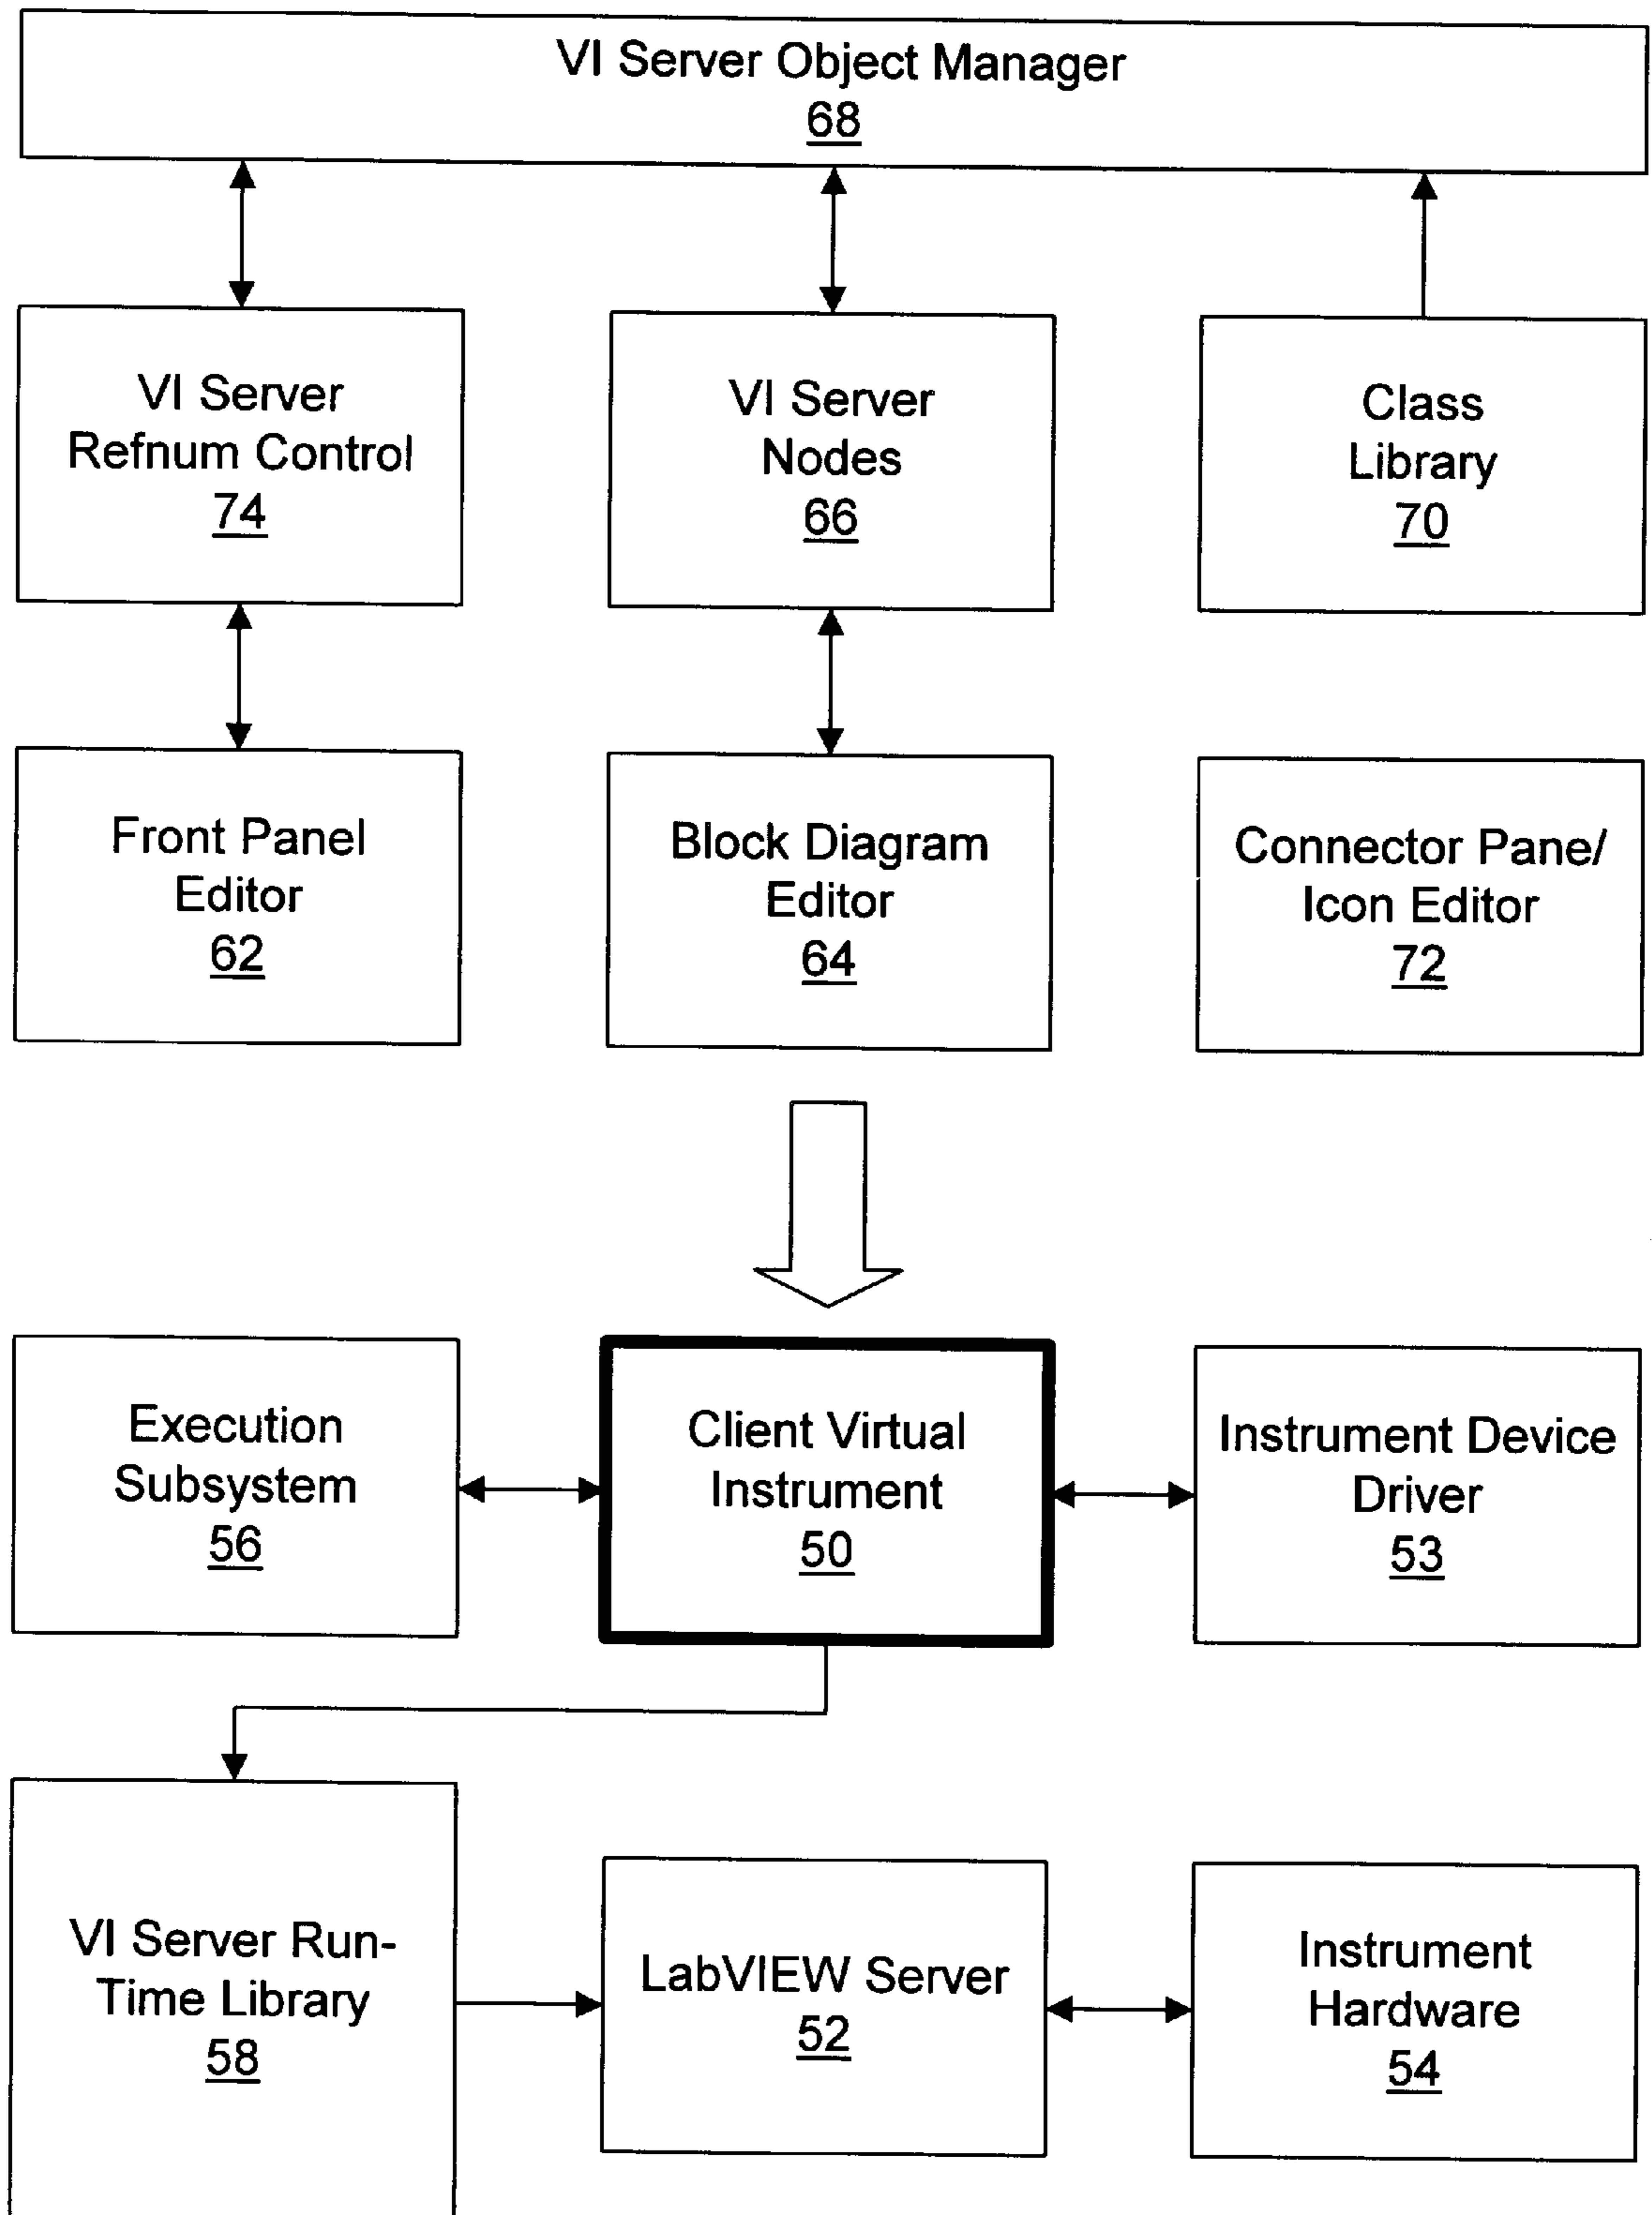 VI Server Object Manager
68
VI Server
Refnum Control
74
VI Server
Nodes
66
Class
Library
70
Front Panel
Editor
62
Block Diagram
Editor
64
Connector Pane/
Icon Editor
72
Execution
Subsystem
56
Client Virtual
Instrument
50
Instrument Device
Driver
53
VI Server Run-
Time Library
58
LabVIEW Server
52
Instrument
Hardware
54